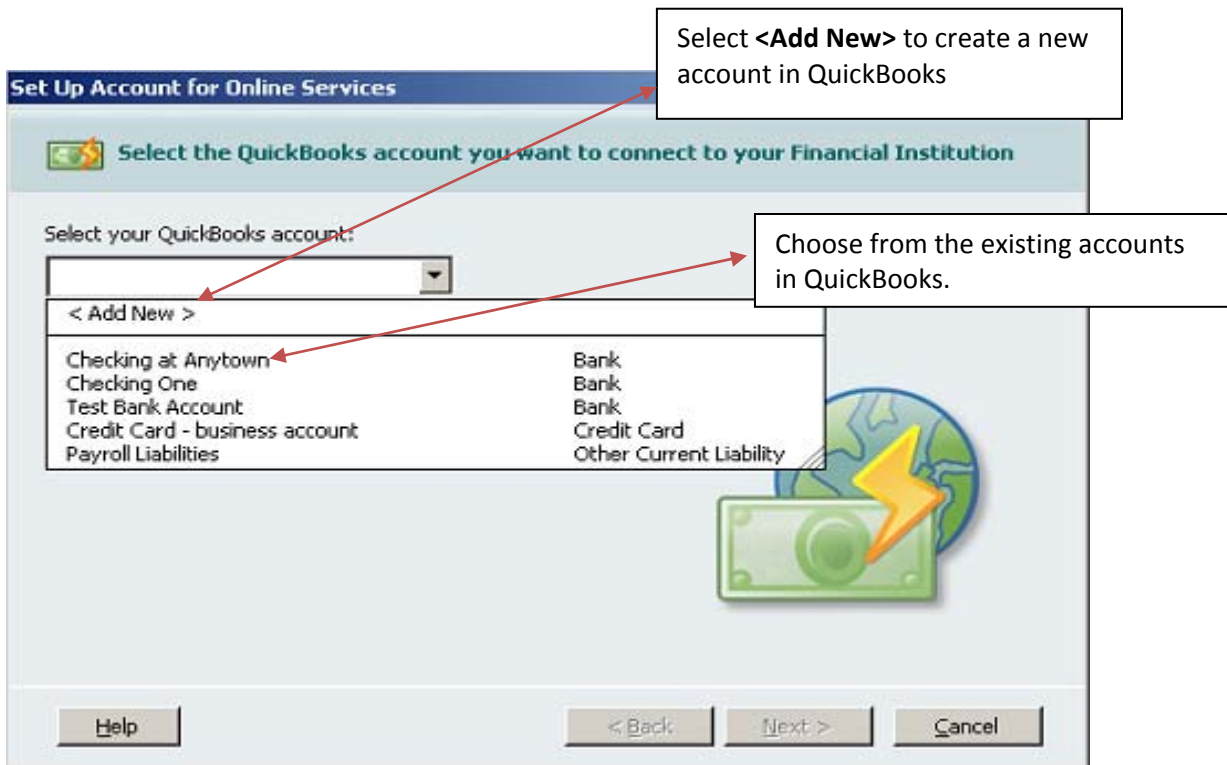 Select <Add New> to create a new
account in QuickBooks
Set Up Account for Online Services
Select the QuickBooks account you want to connect to your Financial Institution
Select your QuickBooks account:
Choose from the existing accounts
in QuickBooks.
< Add New >
Checking at Anytown Bank
Checking One Bank
Test Bank Account Bank
Credit Card - business account Credit Card
Payroll Liabilities Other Current Liability
Help < Back Next > Cancel